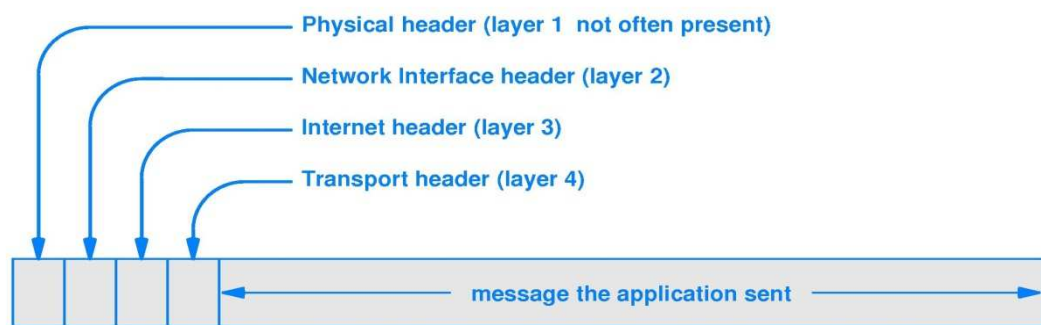 Physical header (layer 1 not often present)
Network Interface header (layer 2)
Internet header (layer 3)
Transport header (layer 4)
message the application sent